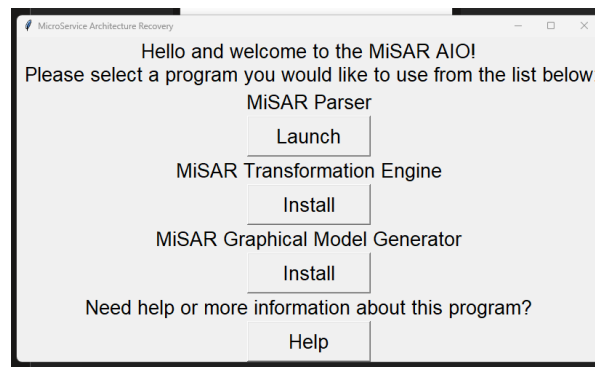 MicroService Architecture Recovery
Hello and welcome to the MiSAR AIO!
Please select a program you would like to use from the list below:
MiSAR Parser
Launch
MiSAR Transformation Engine
Install
MiSAR Graphical Model Generator
Install
Need help or more information about this program?
Help